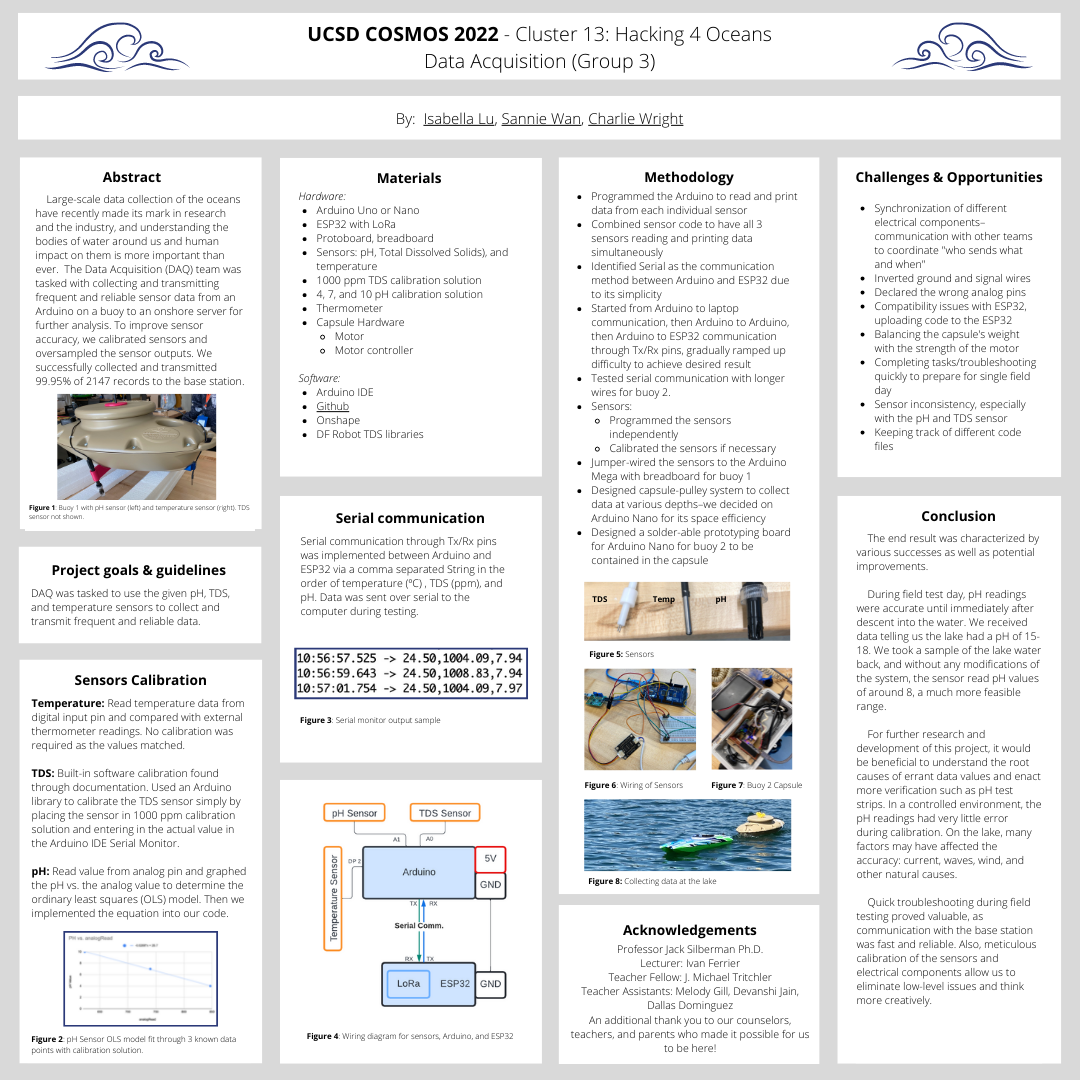 UCSD COSMOS 2022 - Cluster 13: Hacking 4 Oceans
Data Acquisition (Group 3)
By: Isabella Lu, Sannie Wan, Charlie Wright
Abstract
Large-scale data collection of the oceans
have recently made its mark in research
and the industry, and understanding the
bodies of water around us and human
impact on them is more important than
ever. The Data Acquisition (DAQ) team was
tasked with collecting and transmitting
frequent and reliable sensor data from an
Arduino on a buoy to an onshore server for
further analysis. To improve sensor
accuracy, we calibrated sensors and
oversampled the sensor outputs. We
successfully collected and transmitted
99.95% of 2147 records to the base station.
Figure 1: Buoy 1 with pH sensor (left) and temperature sensor (right). TDS
sensor not shown.
Project goals & guidelines
DAQ was tasked to use the given pH, TDS,
and temperature sensors to collect and
transmit frequent and reliable data.
Sensors Calibration
Temperature: Read temperature data from
digital input pin and compared with external
thermometer readings. No calibration was
required as the values matched.
TDS: Built-in software calibration found
through documentation. Used an Arduino
library to calibrate the TDS sensor simply by
placing the sensor in 1000 ppm calibration
solution and entering in the actual value in
the Arduino IDE Serial Monitor.
pH: Read value from analog pin and graphed
the pH vs. the analog value to determine the
ordinary least squares (OLS) model. Then we
implemented the equation into our code.
PH vs. analogRead
analogRead
Figure 2: pH Sensor OLS model fit through 3 known data
points with calibration solution.
Materials
Hardware:
• Arduino Uno or Nano
• ESP32 with LoRa
• Protoboard, breadboard
• Sensors: pH, Total Dissolved Solids), and
temperature
• 1000 ppm TDS calibration solution
• 4, 7, and 10 pH calibration solution
• Thermometer
• Capsule Hardware
○ Motor
○ Motor controller
Software:
• Arduino IDE
• Github
• Onshape
• DF Robot TDS libraries
Serial communication
Serial communication through Tx/Rx pins
was implemented between Arduino and
ESP32 via a comma separated String in the
order of temperature (°C) , TDS (ppm), and
pH. Data was sent over serial to the
computer during testing.
10:56:57.525 -> 24.50,1004.09,7.94
10:56:59.643 -> 24.50,1008.83,7.94
10:57:01.754 -> 24.50,1004.09,7.97
Figure 3: Serial monitor output sample
pH Sensor
TDS Sensor
A1
A0
Temperature Sensor
DP 2
Arduino
5V
GND
TX RX
Serial Comm.
RX TX
LoRa
ESP32
GND
Figure 4: Wiring diagram for sensors, Arduino, and ESP32
Methodology
• Programmed the Arduino to read and print
data from each individual sensor
• Combined sensor code to have all 3
sensors reading and printing data
simultaneously
• Identified Serial as the communication
method between Arduino and ESP32 due
to its simplicity
• Started from Arduino to laptop
communication, then Arduino to Arduino,
then Arduino to ESP32 communication
through Tx/Rx pins, gradually ramped up
difficulty to achieve desired result
• Tested serial communication with longer
wires for buoy 2.
• Sensors:
○ Programmed the sensors
independently
○ Calibrated the sensors if necessary
• Jumper-wired the sensors to the Arduino
Mega with breadboard for buoy 1
• Designed capsule-pulley system to collect
data at various depths–we decided on
Arduino Nano for its space efficiency
• Designed a solder-able prototyping board
for Arduino Nano for buoy 2 to be
contained in the capsule
TDS Temp pH
Figure 5: Sensors
Figure 6: Wiring of Sensors
Figure 7: Buoy 2 Capsule
Figure 8: Collecting data at the lake
Acknowledgements
Professor Jack Silberman Ph.D.
Lecturer: Ivan Ferrier
Teacher Fellow: J. Michael Tritchler
Teacher Assistants: Melody Gill, Devanshi Jain,
Dallas Dominguez
An additional thank you to our counselors,
teachers, and parents who made it possible for us
to be here!
Challenges & Opportunities
• Synchronization of different
electrical components–
communication with other teams
to coordinate "who sends what
and when"
• Inverted ground and signal wires
• Declared the wrong analog pins
• Compatibility issues with ESP32,
uploading code to the ESP32
• Balancing the capsule's weight
with the strength of the motor
• Completing tasks/troubleshooting
quickly to prepare for single field
day
• Sensor inconsistency, especially
with the pH and TDS sensor
• Keeping track of different code
files
Conclusion
The end result was characterized by
various successes as well as potential
improvements.
During field test day, pH readings
were accurate until immediately after
descent into the water. We received
data telling us the lake had a pH of 15-
18. We took a sample of the lake water
back, and without any modifications of
the system, the sensor read pH values
of around 8, a much more feasible
range.
For further research and
development of this project, it would
be beneficial to understand the root
causes of errant data values and enact
more verification such as pH test
strips. In a controlled environment, the
pH readings had very little error
during calibration. On the lake, many
factors may have affected the
accuracy: current, waves, wind, and
other natural causes.
Quick troubleshooting during field
testing proved valuable, as
communication with the base station
was fast and reliable. Also, meticulous
calibration of the sensors and
electrical components allow us to
eliminate low-level issues and think
more creatively.